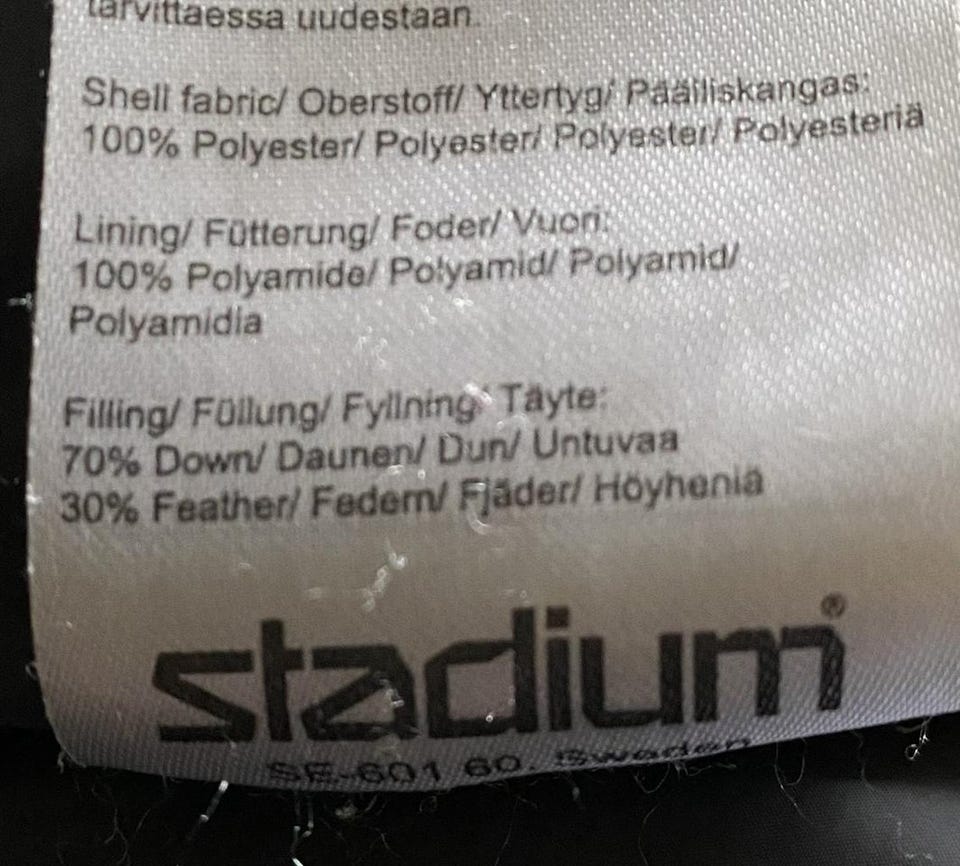 tarvittaessa uudestaan.
Shell fabric/ Oberstoff/ Yttertyg/ Päälliskangas:
100% Polyester/ Polyester/ Polyester/ Polyesteriä
Lining/ Fütterung/ Foder/ Vuori:
100% Polyamide/ Polyamid/ Polyamid/
Polyamidia
Filling/ Füllung/ Fyllning/ Täyte:
70% Down/ Daunen/ Dun/ Untuvaa
30% Feather/ Federn/ Fjäder/ Höyheniä
stadium®
SE-601 60. Sweden